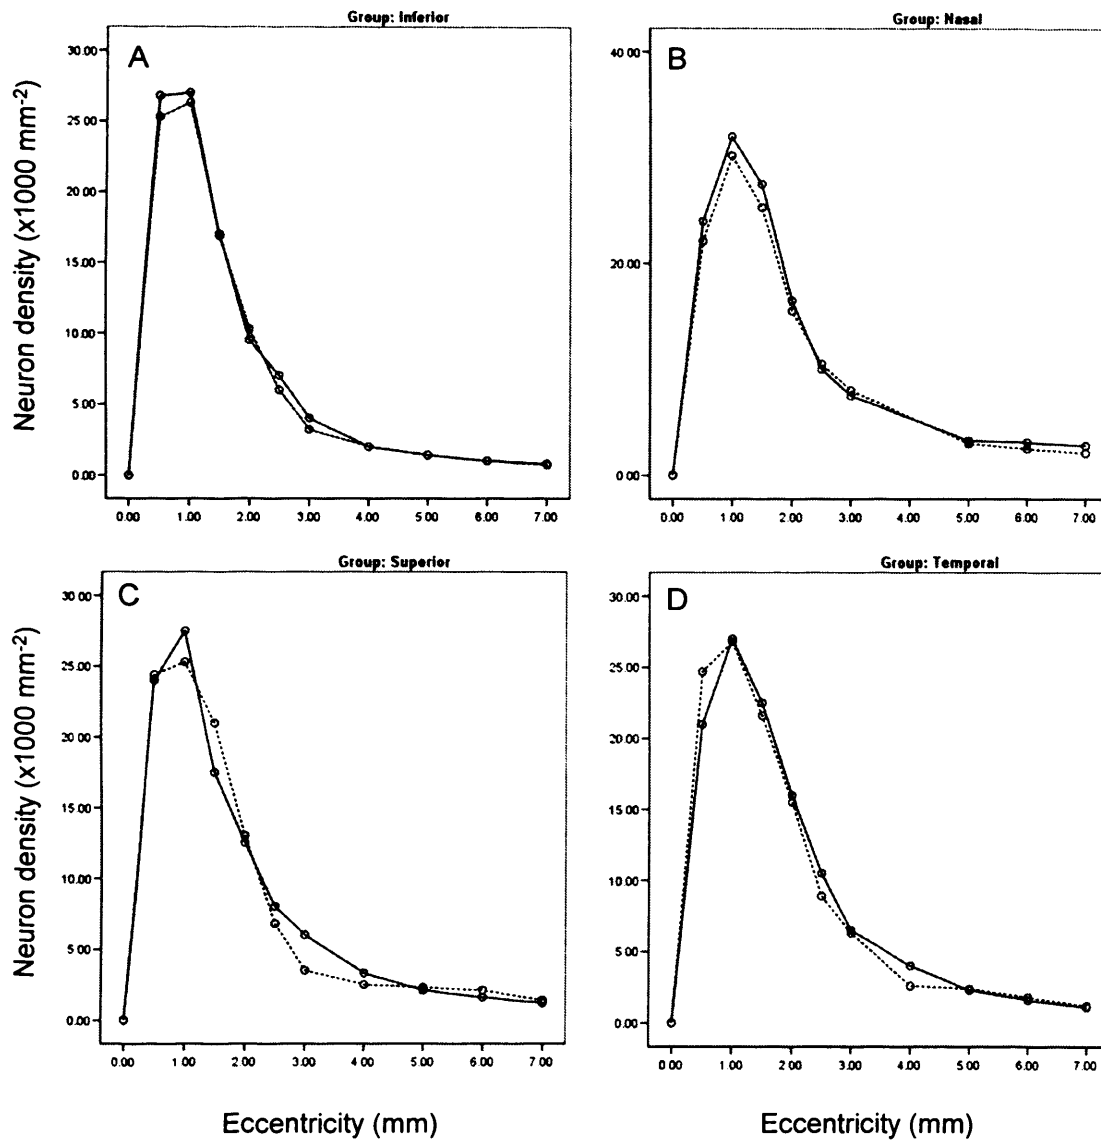 Group: Inferior
A
30.00
25.00
20.00
15.00
10.00
5.00
0.00
0.00 1.00 2.00 3.00 4.00 5.00 6.00 7.00
Neuron density (x1000 mm-2)
Group: Nasal
B
40.00
20.00
0.00
0.00 1.00 2.00 3.00 4.00 5.00 6.00 7.00
Group: Superior
C
30.00
25.00
20.00
15.00
10.00
5.00
0.00
0.00 1.00 2.00 3.00 4.00 5.00 6.00 7.00
Neuron density (x1000 mm-2)
Eccentricity (mm)
Group: Temporal
D
30.00
25.00
20.00
15.00
10.00
5.00
0.00
0.00 1.00 2.00 3.00 4.00 5.00 6.00 7.00
Eccentricity (mm)